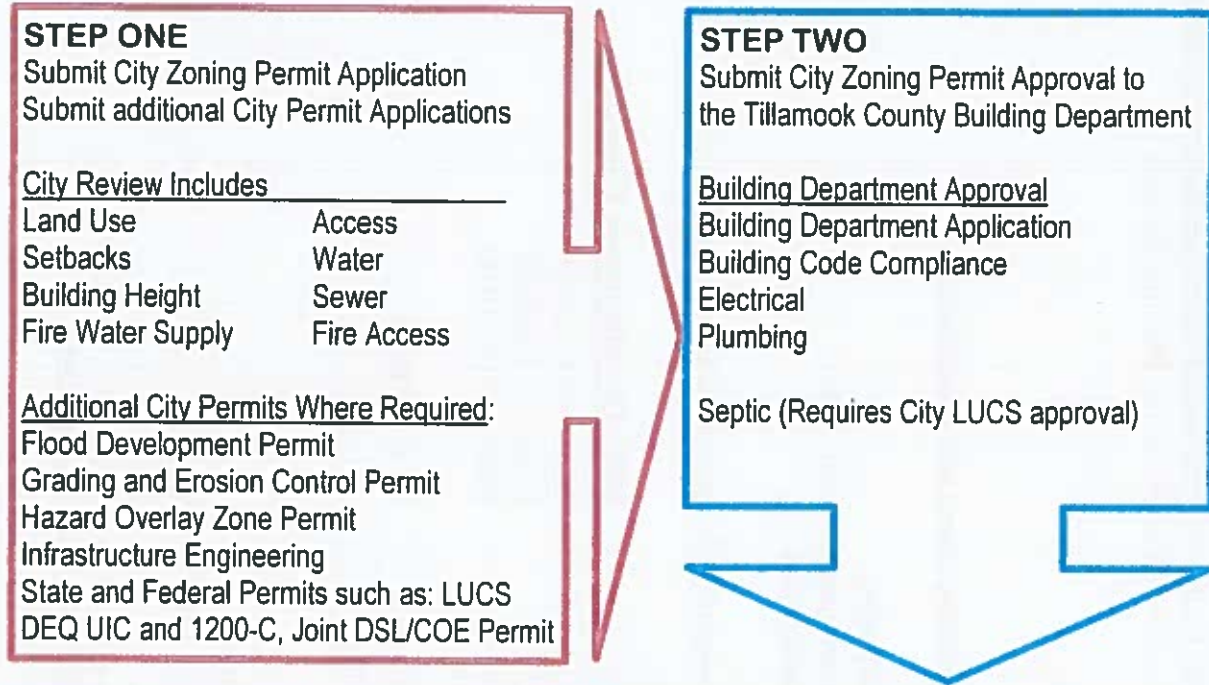 STEP ONE
Submit City Zoning Permit Application
Submit additional City Permit Applications
City Review Includes
Land Use Access
Setbacks Water
Building Height Sewer
Fire Water Supply Fire Access
Additional City Permits Where Required:
Flood Development Permit
Grading and Erosion Control Permit
Hazard Overlay Zone Permit
Infrastructure Engineering
State and Federal Permits such as: LUCS
DEQ UIC and 1200-C, Joint DSL/COE Permit
STEP TWO
Submit City Zoning Permit Approval to
the Tillamook County Building Department
Building Department Approval
Building Department Application
Building Code Compliance
Electrical
Plumbing
Septic (Requires City LUCS approval)